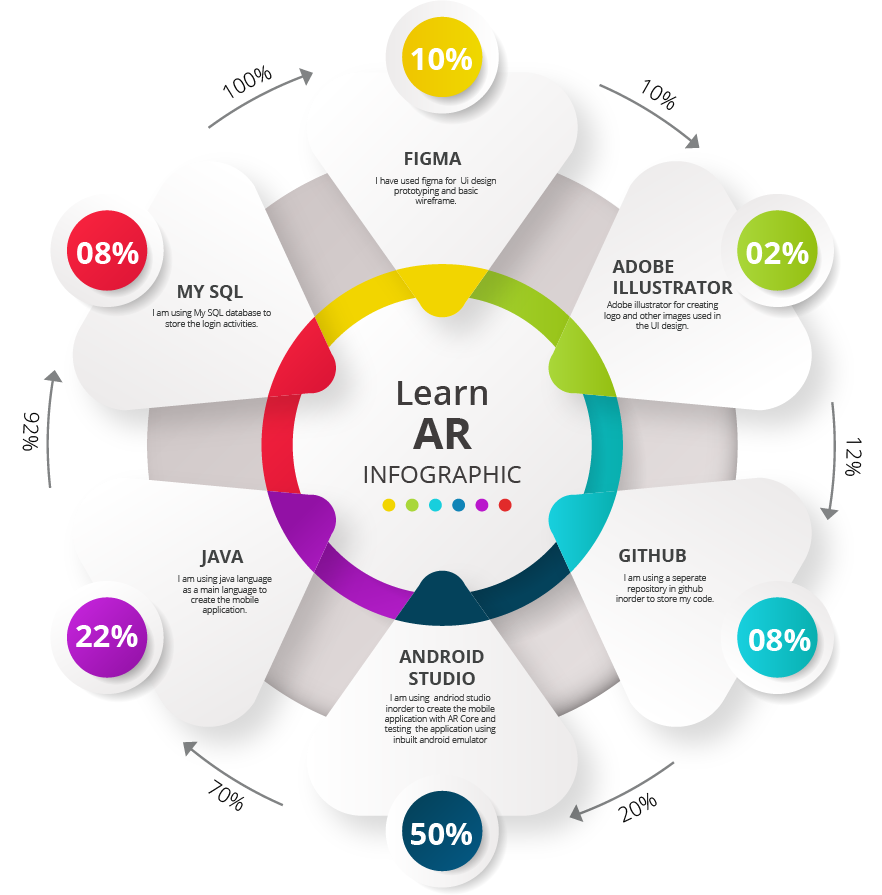 10%
100%
10%
FIGMA
I have used figma for  Ui design
prototyping and basic
wireframe.
08%
MY SQL
I am using My SQL database to
store the login activities.
02%
ADOBE
ILLUSTRATOR
Adobe illustrator for creating
logo and other images used in
the UI design.
Learn
AR
INFOGRAPHIC
92%
12%
JAVA
I am using java language
as a main language to
create the mobile
application.
22%
GITHUB
I am using a seperate
repository in github
inorder to store my code.
08%
ANDROID
STUDIO
I am using  andriod studio
inorder to create the mobile
application with AR Core and
testing  the application using
inbuilt android emulator
50%
70%
20%